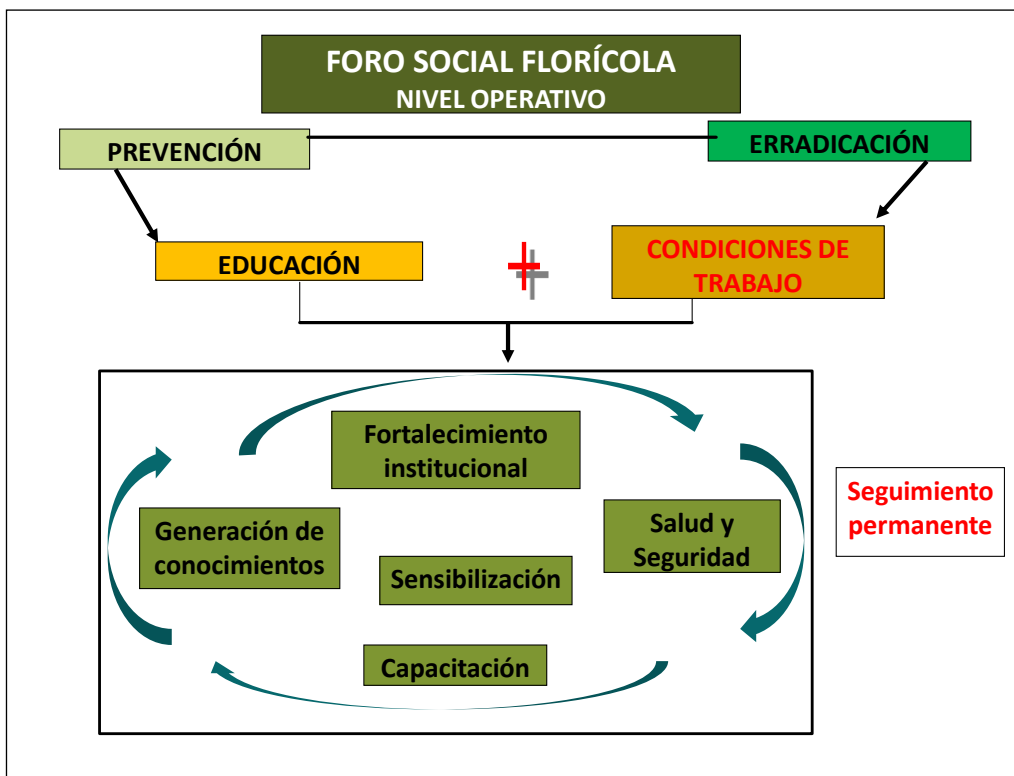 FORO SOCIAL FLORÍCOLA
NIVEL OPERATIVO
PREVENCIÓN
ERRADICACIÓN
EDUCACIÓN
CONDICIONES DE
TRABAJO
Fortalecimiento
institucional
Generación de
conocimientos
Salud y
Seguridad
Sensibilización
Capacitación
Seguimiento
permanente